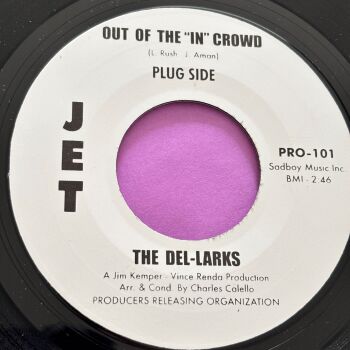 OUT OF THE "IN" CROWD
(L. Rush J. Aman)
PLUG SIDE
JET
PRO-101
Sadboy Music Inc.
BMI - 2:46
THE DEL-LARKS
A Jim Kemper - Vince Renda Production
Arr. & Cond. By Charles Calello
PRODUCERS RELEASING ORGANIZATION